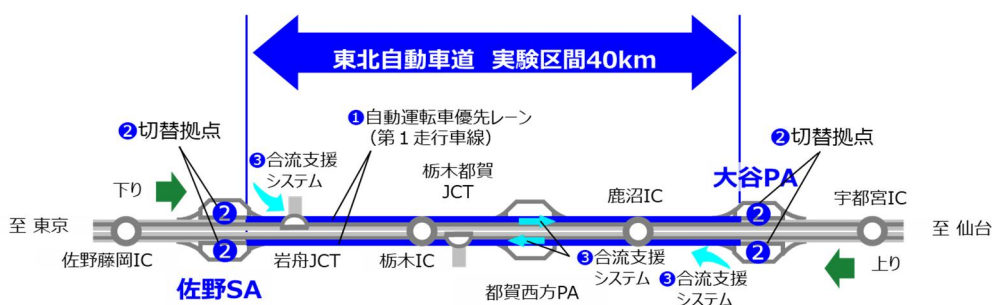 東北自動車道 実験区間40km
❶自動運転車優先レーン
(第1走行車線)
❷切替拠点
❷切替拠点
❸合流支援
システム
栃木都賀
JCT
大谷PA
下り
鹿沼IC
宇都宮IC
2
2
至 東京
至 仙台
2
2
佐野藤岡IC
岩舟JCT
栃木IC
❸合流支援
システム
❸合流支援
システム
上り
佐野SA
都賀西方PA